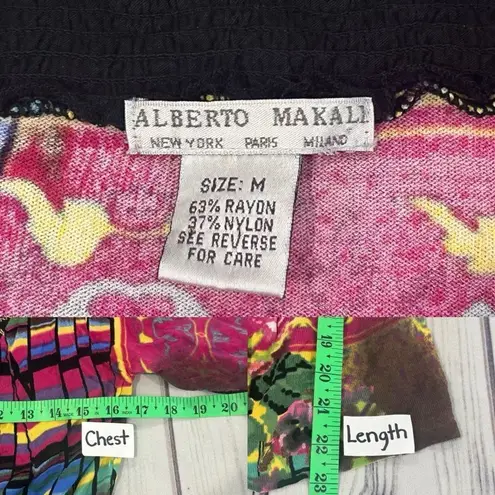 ALBERTO MAKALI
NEW YORK PARIS MILANO
SIZE: M
63% RAYON
37% NYLON
SEE REVERSE
FOR CARE
2 13 14 15 16 17 18 19 20
Chest
19
20
21
22
23
Length